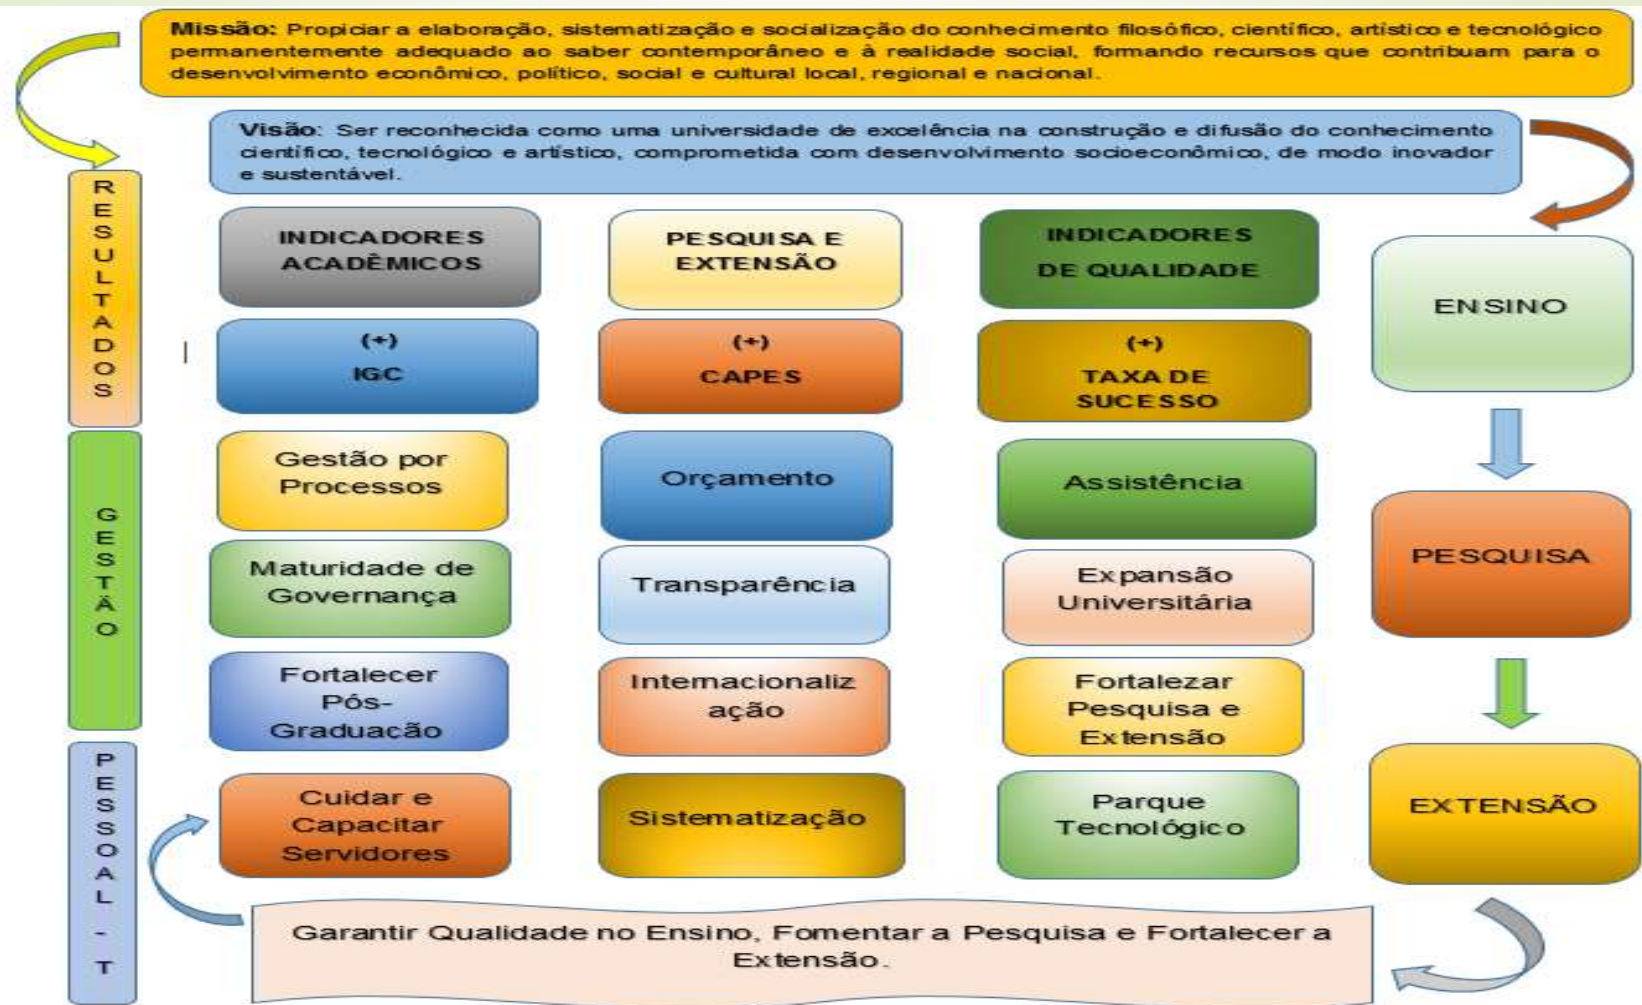 Missão: Propiciar a elaboração, sistematização e socialização do conhecimento filosófico, científico, artístico e tecnológico
permanentemente adequado ao saber contemporâneo e à realidade social, formando recursos que contribuam para o
desenvolvimento econômico, político, social e cultural local, regional e nacional.
Visão: Ser reconhecida como uma universidade de excelência na construção e difusão do conhecimento
científico, tecnológico e artístico, comprometida com desenvolvimento socioeconômico, de modo inovador
e sustentável.
RESULTADOS
INDICADORES
ACADÊMICOS
PESQUISA E
EXTENSÃO
INDICADORES
DE QUALIDADE
ENSINO
(+)
IGC
(+)
CAPES
(+)
TAXA DE
SUCESSO
GESTÃO
Gestão por
Processos
Orçamento
Assistência
PESQUISA
Maturidade de
Governança
Transparência
Expansão
Universitária
Fortalecer
Pós-
Graduação
Internacionaliz
ação
Fortalezar
Pesquisa e
Extensão
PESSOAL - T
Cuidar e
Capacitar
Servidores
Sistematização
Parque
Tecnológico
EXTENSÃO
Garantir Qualidade no Ensino, Fomentar a Pesquisa e Fortalecer a
Extensão.